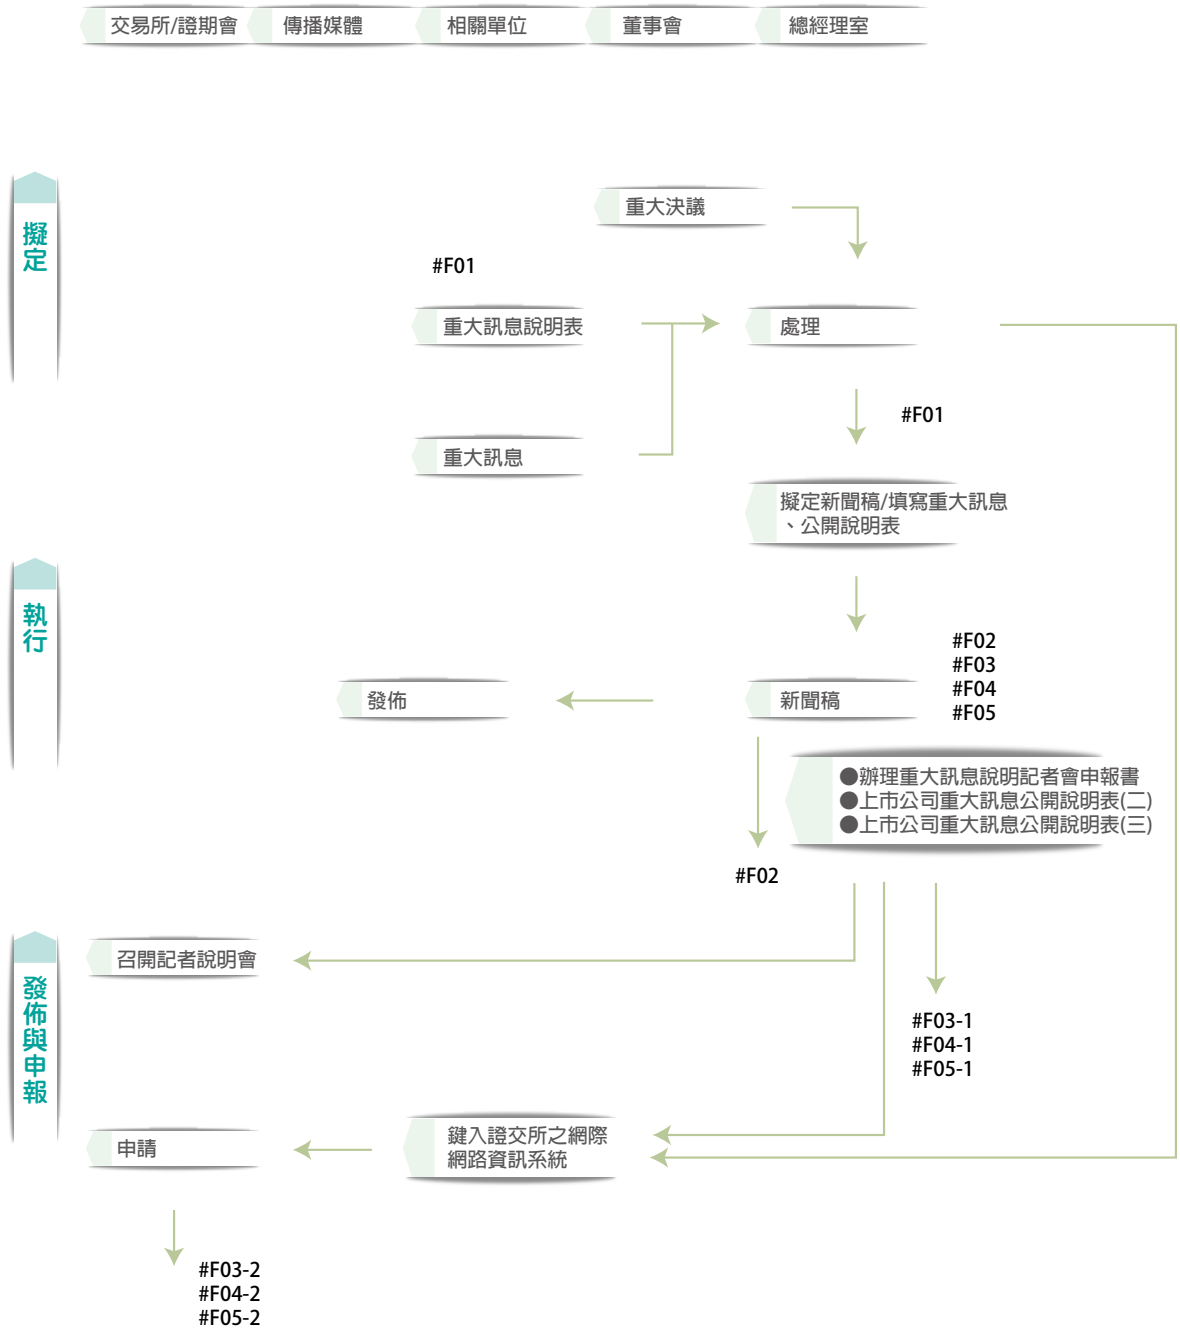 交易所/證期會
傳播媒體
相關單位
董事會
總經理室
擬定
重大決議
#F01
重大訊息說明表
處理
#F01
重大訊息
擬定新聞稿/填寫重大訊息
、公開說明表
執行
#F02
#F03
#F04
#F05
發佈
新聞稿
●辦理重大訊息說明記者會申報書
●上市公司重大訊息公開說明表(二)
●上市公司重大訊息公開說明表(三)
#F02
發佈與申報
召開記者說明會
#F03-1
#F04-1
#F05-1
申請
鍵入證交所之網際
網路資訊系統
#F03-2
#F04-2
#F05-2